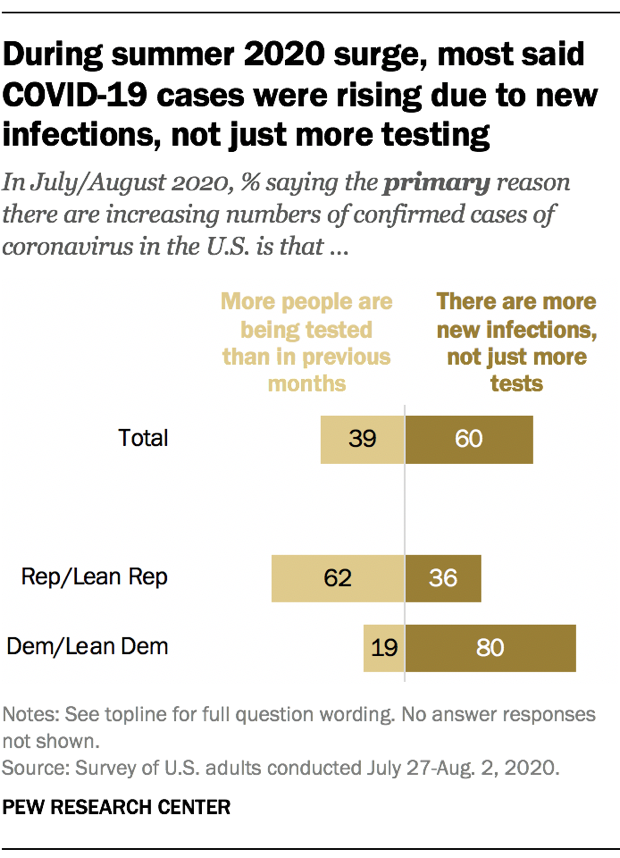 During summer 2020 surge, most said
COVID-19 cases were rising due to new
infections, not just more testing
In July/August 2020, % saying the primary reason
there are increasing numbers of confirmed cases of
coronavirus in the U.S. is that ...
More people are
being tested
than in previous
months
There are more
new infections,
not just more
tests
Total 39 60
Rep/Lean Rep 62 36
Dem/Lean Dem 19 80
Notes: See topline for full question wording. No answer responses
not shown.
Source: Survey of U.S. adults conducted July 27-Aug. 2, 2020.
PEW RESEARCH CENTER